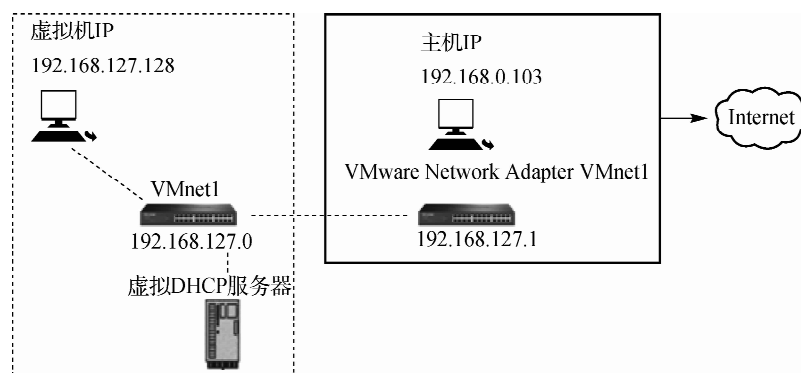 虚拟机IP
192.168.127.128
VMnet1
192.168.127.0
虚拟DHCP服务器
主机IP
192.168.0.103
VMware Network Adapter VMnet1
192.168.127.1
Internet